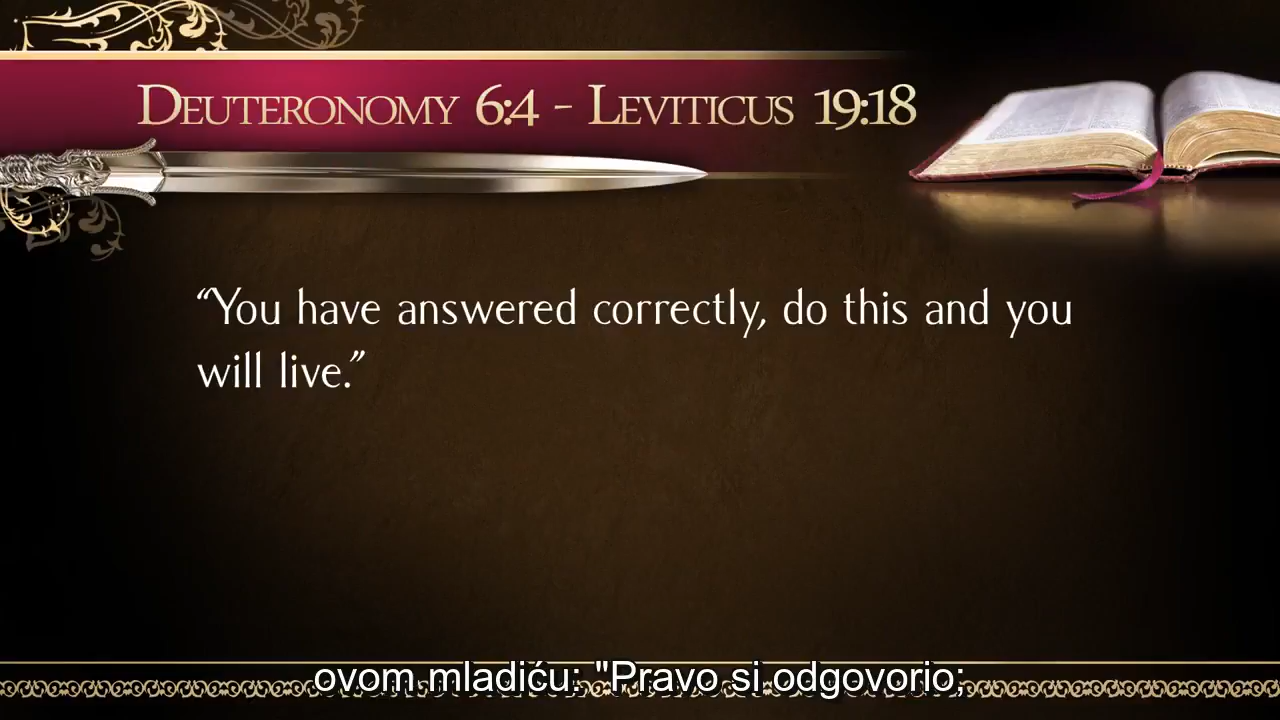 DEUTERONOMY 6:4 - LEVITICUS 19:18
“You have answered correctly, do this and you
will live.”
ovom mladiću; "Pravo si odgovorio;